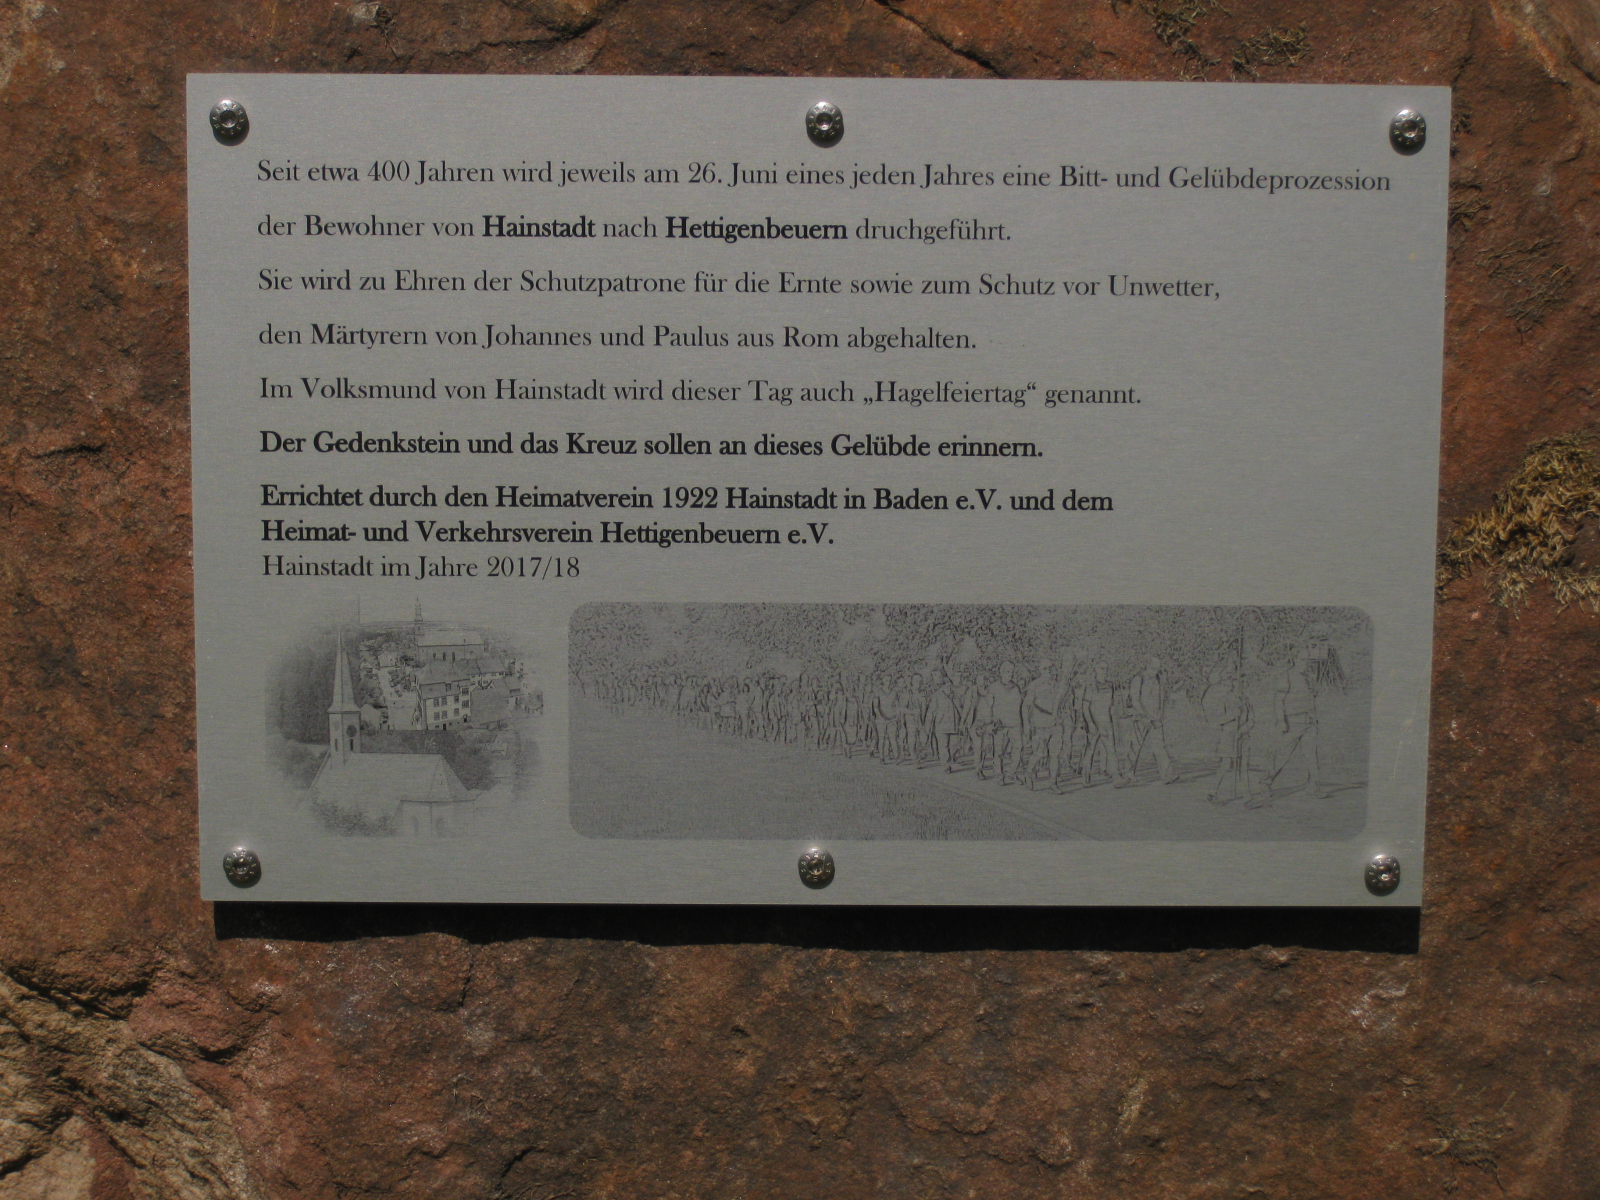 Seit etwa 400 Jahren wird jeweils am 26. Juni eines jeden Jahres eine Bitt- und Gelübdeprozession
der Bewohner von Hainstadt nach Hettigenbeuern druchgeführt.
Sie wird zu Ehren der Schutzpatrone für die Ernte sowie zum Schutz vor Unwetter,
den Märtyrern von Johannes und Paulus aus Rom abgehalten.
Im Volksmund von Hainstadt wird dieser Tag auch „Hagelfeiertag“ genannt.
Der Gedenkstein und das Kreuz sollen an dieses Gelübde erinnern.
Errichtet durch den Heimatverein 1922 Hainstadt in Baden e.V. und dem
Heimat- und Verkehrsverein Hettigenbeuern e.V.
Hainstadt im Jahre 2017/18